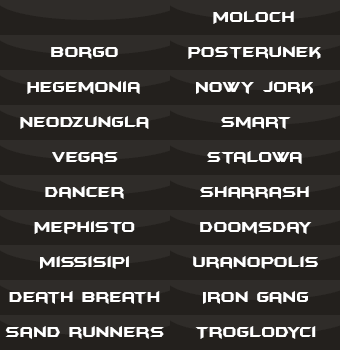 MOLOCH
BORGO POSTERUNEK
HEGEMONIA NOWY JORK
NEODZUNGLA SMART
VEGAS STALOWA
DANCER SHARRASH
MEPHISTO DOOMSDAY
MISSISIPI URANOPOLIS
DEATH BREATH IRON GANG
SAND RUNNERS TROGLODYCI